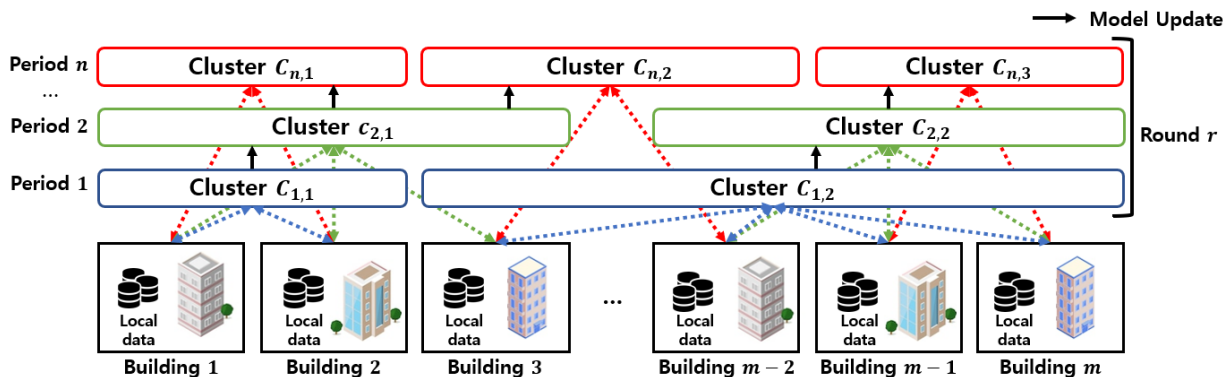 Model Update
Period n
Cluster C_{n,1}
Cluster C_{n,2}
Cluster C_{n,3}
...
Period 2
Cluster c_{2,1}
Cluster C_{2,2}
Round r
Period 1
Cluster C_{1,1}
Cluster C_{1,2}
Local data
Local data
Local data
...
Local data
Local data
Local data
Building 1
Building 2
Building 3
Building m − 2
Building m − 1
Building m